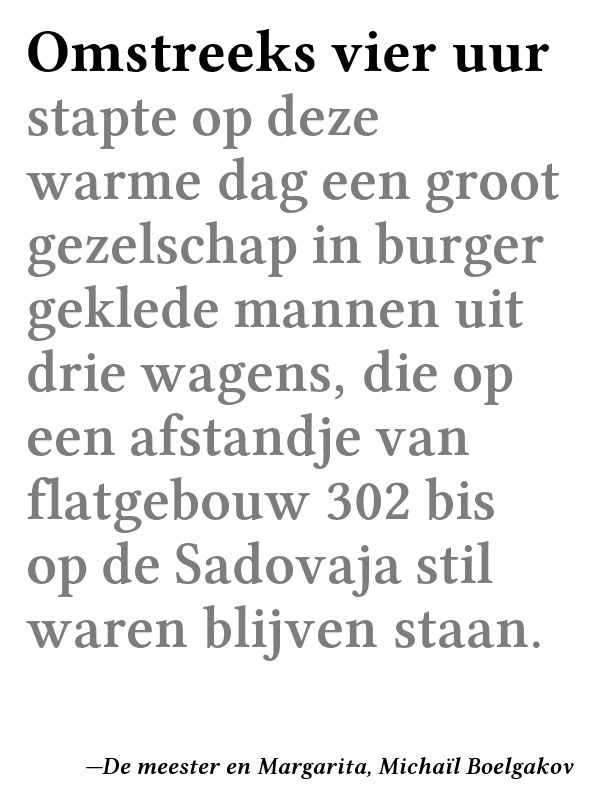 Omstreeks vier uur
stapte op deze
warme dag een groot
gezelschap in burger
geklede mannen uit
drie wagens, die op
een afstandje van
flatgebouw 302 bis
op de Sadovaja stil
waren blijven staan.
—De meester en Margarita, Michaïl Boelgakov